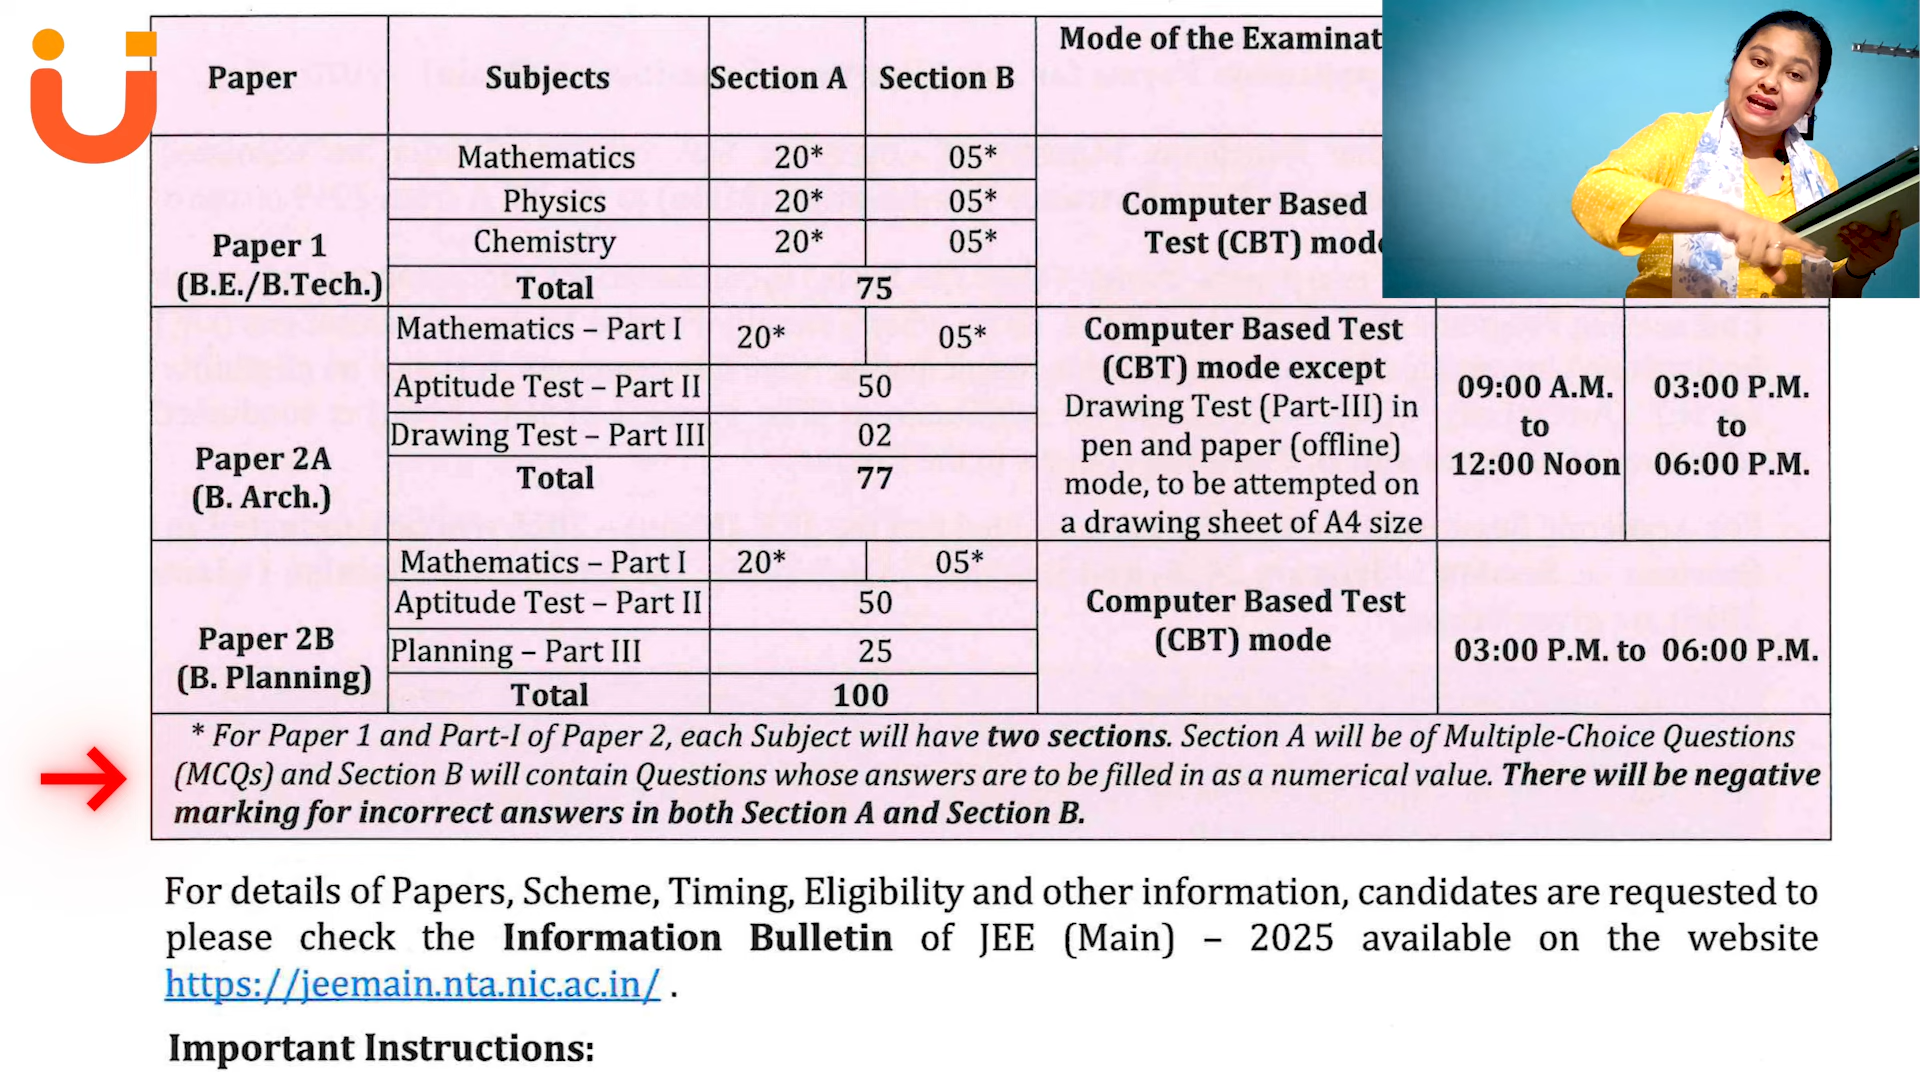 Paper Subjects Section A Section B Mode of the Examinat
Paper 1
(B.E./B.Tech.)
Mathematics 20* 05*
Physics 20* 05*
Chemistry 20* 05*
Total 75
Computer Based
Test (CBT) mode
Paper 2A
(B. Arch.)
Mathematics – Part I 20* 05*
Aptitude Test – Part II 50
Drawing Test – Part III 02
Total 77
Computer Based Test
(CBT) mode except
Drawing Test (Part-III) in
pen and paper (offline)
mode, to be attempted on
a drawing sheet of A4 size
09:00 A.M.
to
12:00 Noon
03:00 P.M.
to
06:00 P.M.
Paper 2B
(B. Planning)
Mathematics – Part I 20* 05*
Aptitude Test – Part II 50
Planning – Part III 25
Total 100
Computer Based Test
(CBT) mode
03:00 P.M. to 06:00 P.M.
* For Paper 1 and Part-I of Paper 2, each Subject will have two sections. Section A will be of Multiple-Choice Questions
(MCQs) and Section B will contain Questions whose answers are to be filled in as a numerical value. There will be negative
marking for incorrect answers in both Section A and Section B.
For details of Papers, Scheme, Timing, Eligibility and other information, candidates are requested to
please check the Information Bulletin of JEE (Main) – 2025 available on the website
https://jeemain.nta.nic.ac.in/ .
Important Instructions: